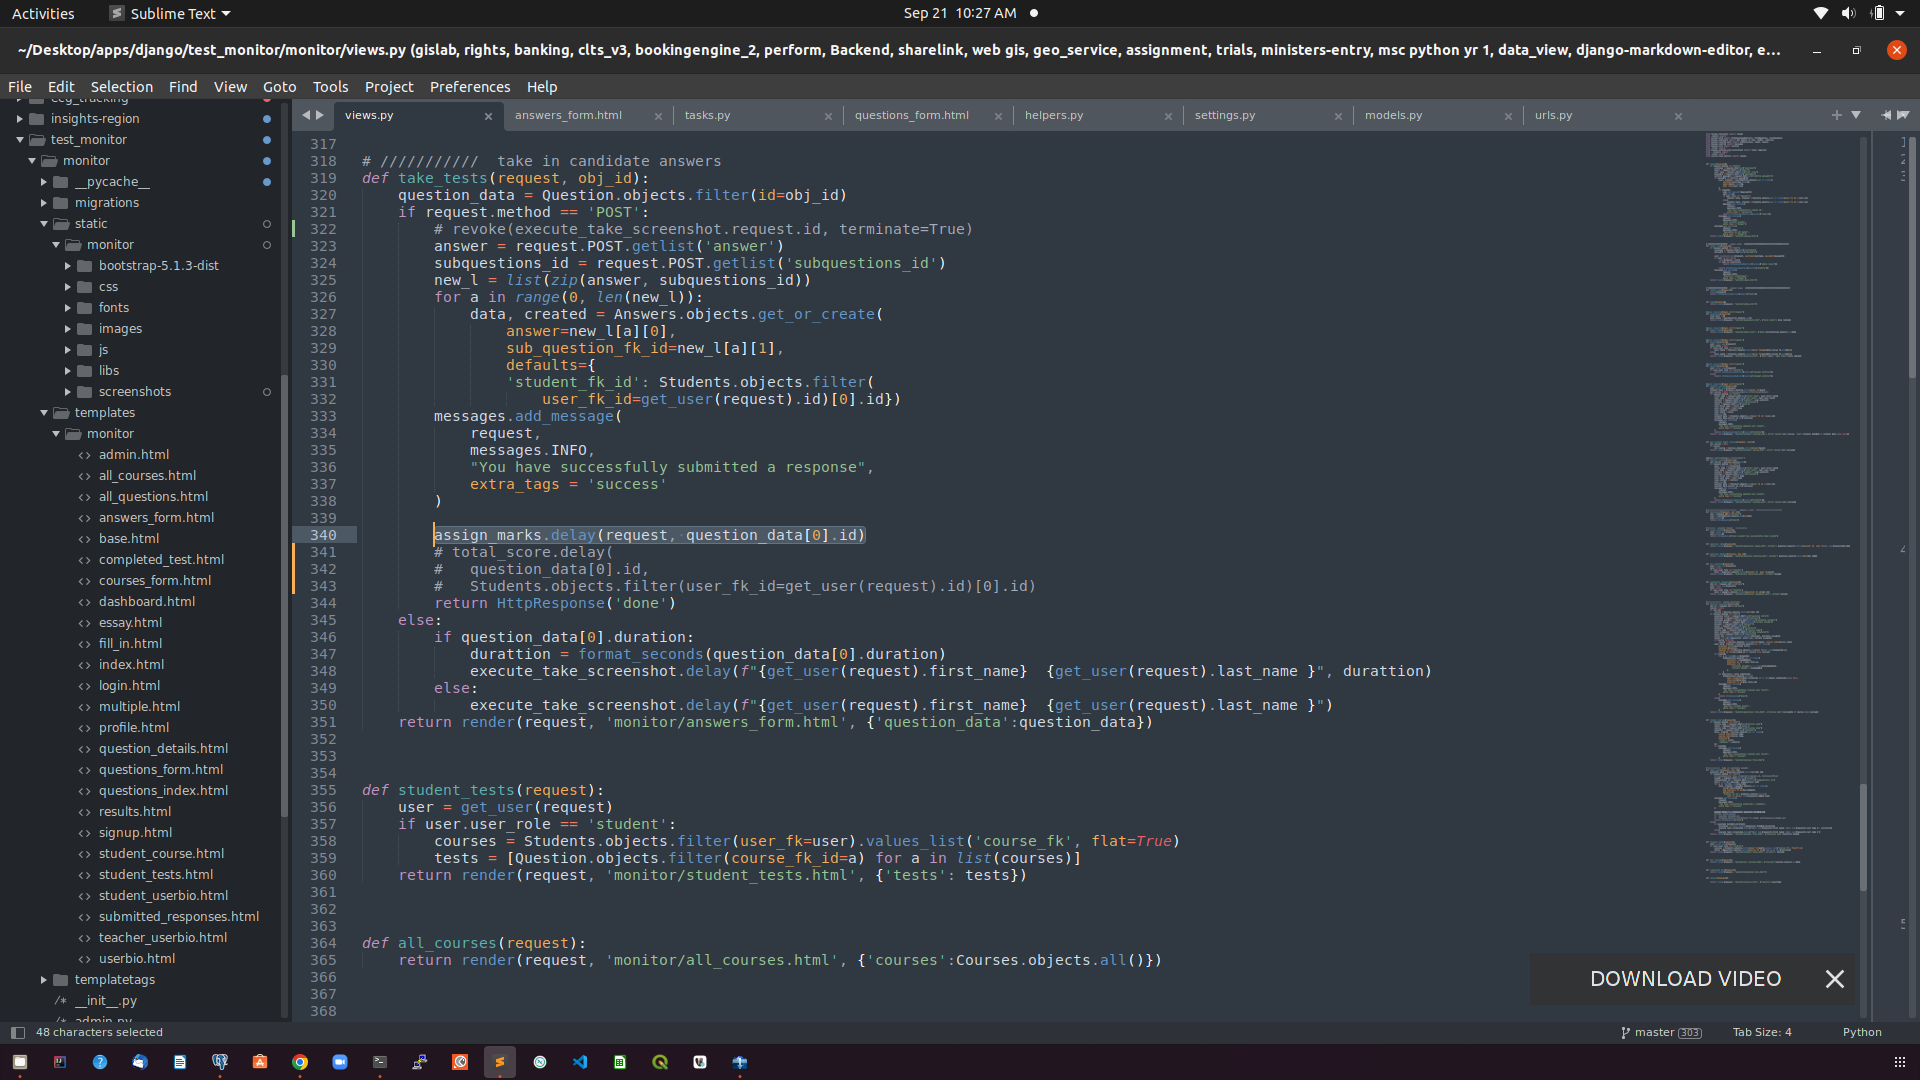 Activities
Sublime Text
Sep 21 10:27 AM
~/Desktop/apps/django/test_monitor/monitor/views.py (gislab, rights, banking, clts_v3, bookingengine_2, perform, Backend, sharelink, web gis, geo_service, assignment, trials, ministers-entry, msc python yr 1, data_view, django-markdown-editor, e...
File Edit Selection Find View Goto Tools Project Preferences Help
insights-region
test_monitor
monitor
__pycache__
migrations
static
monitor
bootstrap-5.1.3-dist
css
fonts
images
js
libs
screenshots
templates
monitor
admin.html
all_courses.html
all_questions.html
answers_form.html
base.html
completed_test.html
courses_form.html
dashboard.html
essay.html
fill_in.html
index.html
login.html
multiple.html
profile.html
question_details.html
questions_form.html
questions_index.html
results.html
signup.html
student_course.html
student_tests.html
student_userbio.html
submitted_responses.html
teacher_userbio.html
userbio.html
templatetags
/* __init__.py
/* admin.py
views.py answers_form.html tasks.py questions_form.html helpers.py settings.py models.py urls.py
317
318 # /////////// take in candidate answers
319 def take_tests(request, obj_id):
320 question_data = Question.objects.filter(id=obj_id)
321 if request.method == 'POST':
322 # revoke(execute_take_screenshot.request.id, terminate=True)
323 answer = request.POST.getlist('answer')
324 subquestions_id = request.POST.getlist('subquestions_id')
325 new_l = list(zip(answer, subquestions_id))
326 for a in range(0, len(new_l)):
327 data, created = Answers.objects.get_or_create(
328 answer=new_l[a][0],
329 sub_question_fk_id=new_l[a][1],
330 defaults={
331 'student_fk_id': Students.objects.filter(
332 user_fk_id=get_user(request).id)[0].id})
333 messages.add_message(
334 request,
335 messages.INFO,
336 "You have successfully submitted a response",
337 extra_tags = 'success'
338 )
339
340 assign_marks.delay(request, question_data[0].id)
341 # total_score.delay(
342 # question_data[0].id,
343 # Students.objects.filter(user_fk_id=get_user(request).id)[0].id)
344 return HttpResponse('done')
345 else:
346 if question_data[0].duration:
347 durattion = format_seconds(question_data[0].duration)
348 execute_take_screenshot.delay(f"{get_user(request).first_name} {get_user(request).last_name }", durattion)
349 else:
350 execute_take_screenshot.delay(f"{get_user(request).first_name} {get_user(request).last_name }")
351 return render(request, 'monitor/answers_form.html', {'question_data':question_data})
352
353
354
355 def student_tests(request):
356 user = get_user(request)
357 if user.user_role == 'student':
358 courses = Students.objects.filter(user_fk=user).values_list('course_fk', flat=True)
359 tests = [Question.objects.filter(course_fk_id=a) for a in list(courses)]
360 return render(request, 'monitor/student_tests.html', {'tests': tests})
361
362
363
364 def all_courses(request):
365 return render(request, 'monitor/all_courses.html', {'courses':Courses.objects.all()})
366
367
368
DOWNLOAD VIDEO
48 characters selected
master 303
Tab Size: 4
Python